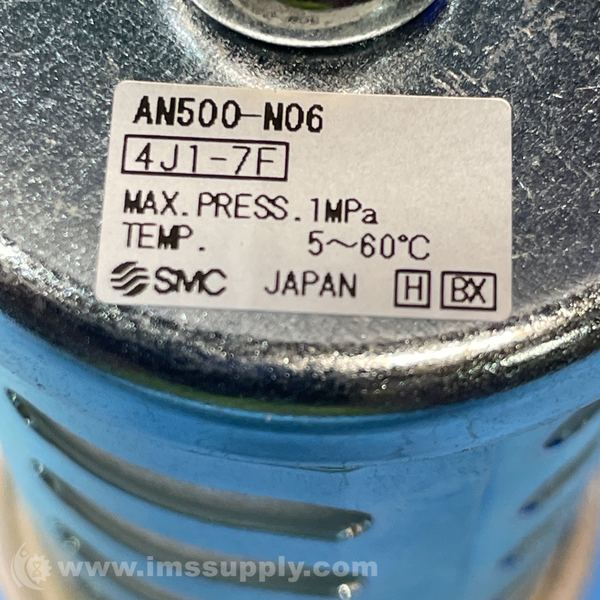 AN500-N06
4J1-7F
MAX.PRESS.1MPa
TEMP. 5~60℃
SMC JAPAN H BX
www.imssupply.com